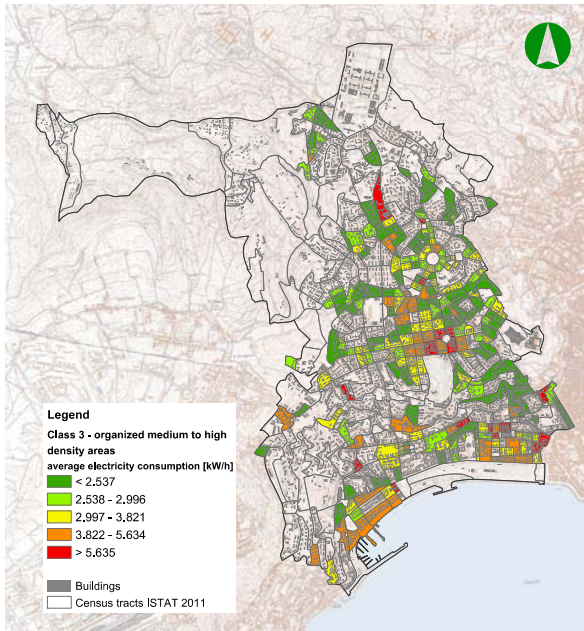 Legend
Class 3 - organized medium to high
density areas
average electricity consumption [kW/h]
< 2.537
2.538 - 2.996
2.997 - 3.821
3.822 - 5.634
> 5.635
Buildings
Census tracts ISTAT 2011